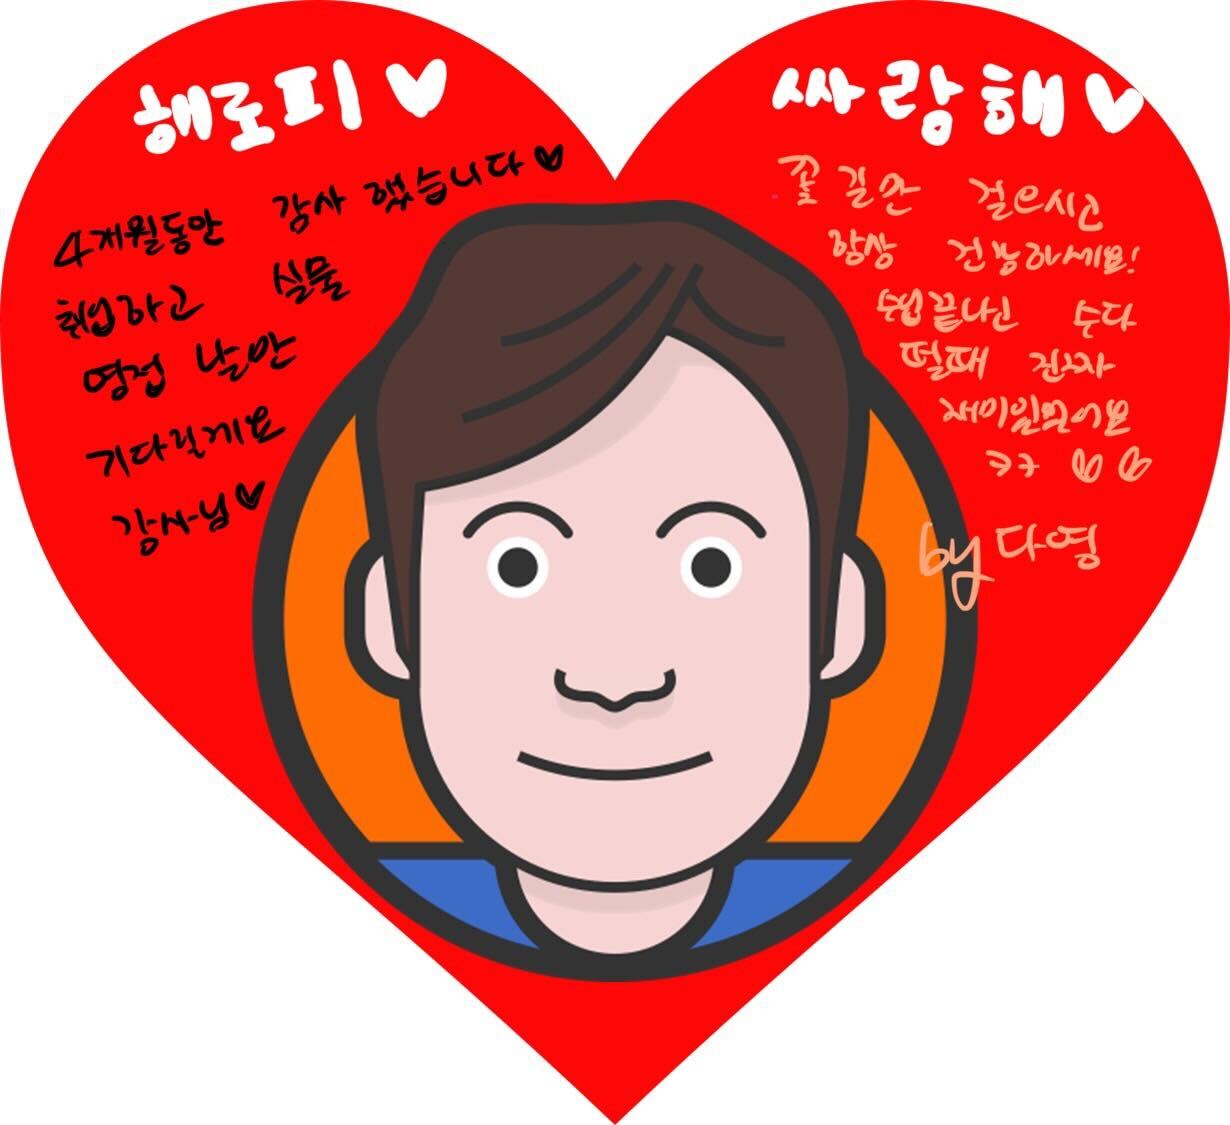 해로피♡
4개월동안 감사 했습니다♡
취업하고 실물
영접 날만
기다릴게요
강사님♡
싸랑해♡
꽃길만 걸으시고
항상 건강하세요!
수업끝나고 수다
떨때 진짜
재미있었어요
ㅋㅋ
by 다영